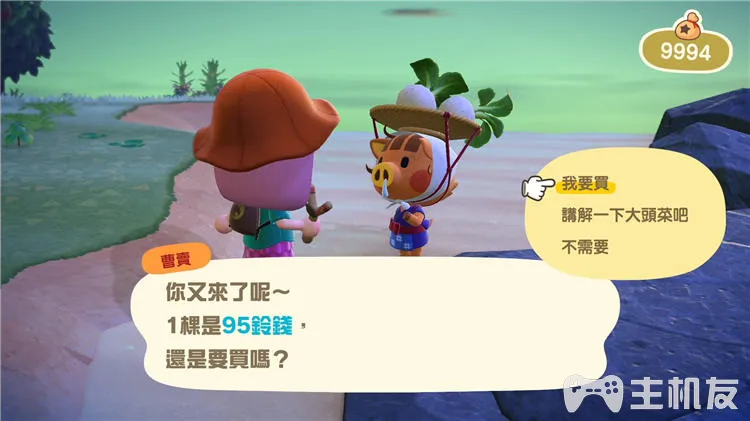 9994
我要買
講解一下大頭菜吧
不需要
曹賣
你又來了呢～
1棵是95鈴錢，
還是要買嗎？
主机友